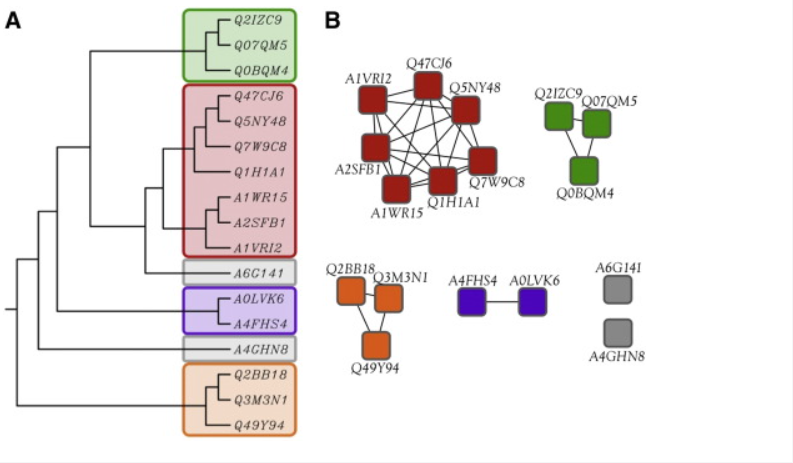 A
Q2IZC9
Q07QM5
Q0BQM4
Q47CJ6
Q5NY48
Q7W9C8
Q1H1A1
A1WR15
A2SFB1
A1VRI2
A6G141
A0LVK6
A4FHS4
A4GHN8
Q2BB18
Q3M3N1
Q49Y94
B
Q47CJ6
A1VRI2
Q5NY48
A2SFB1
Q7W9C8
Q1H1A1
A1WR15
Q2IZC9
Q07QM5
Q0BQM4
Q2BB18
Q3M3N1
Q49Y94
A4FHS4 A0LVK6
A6G141
A4GHN8